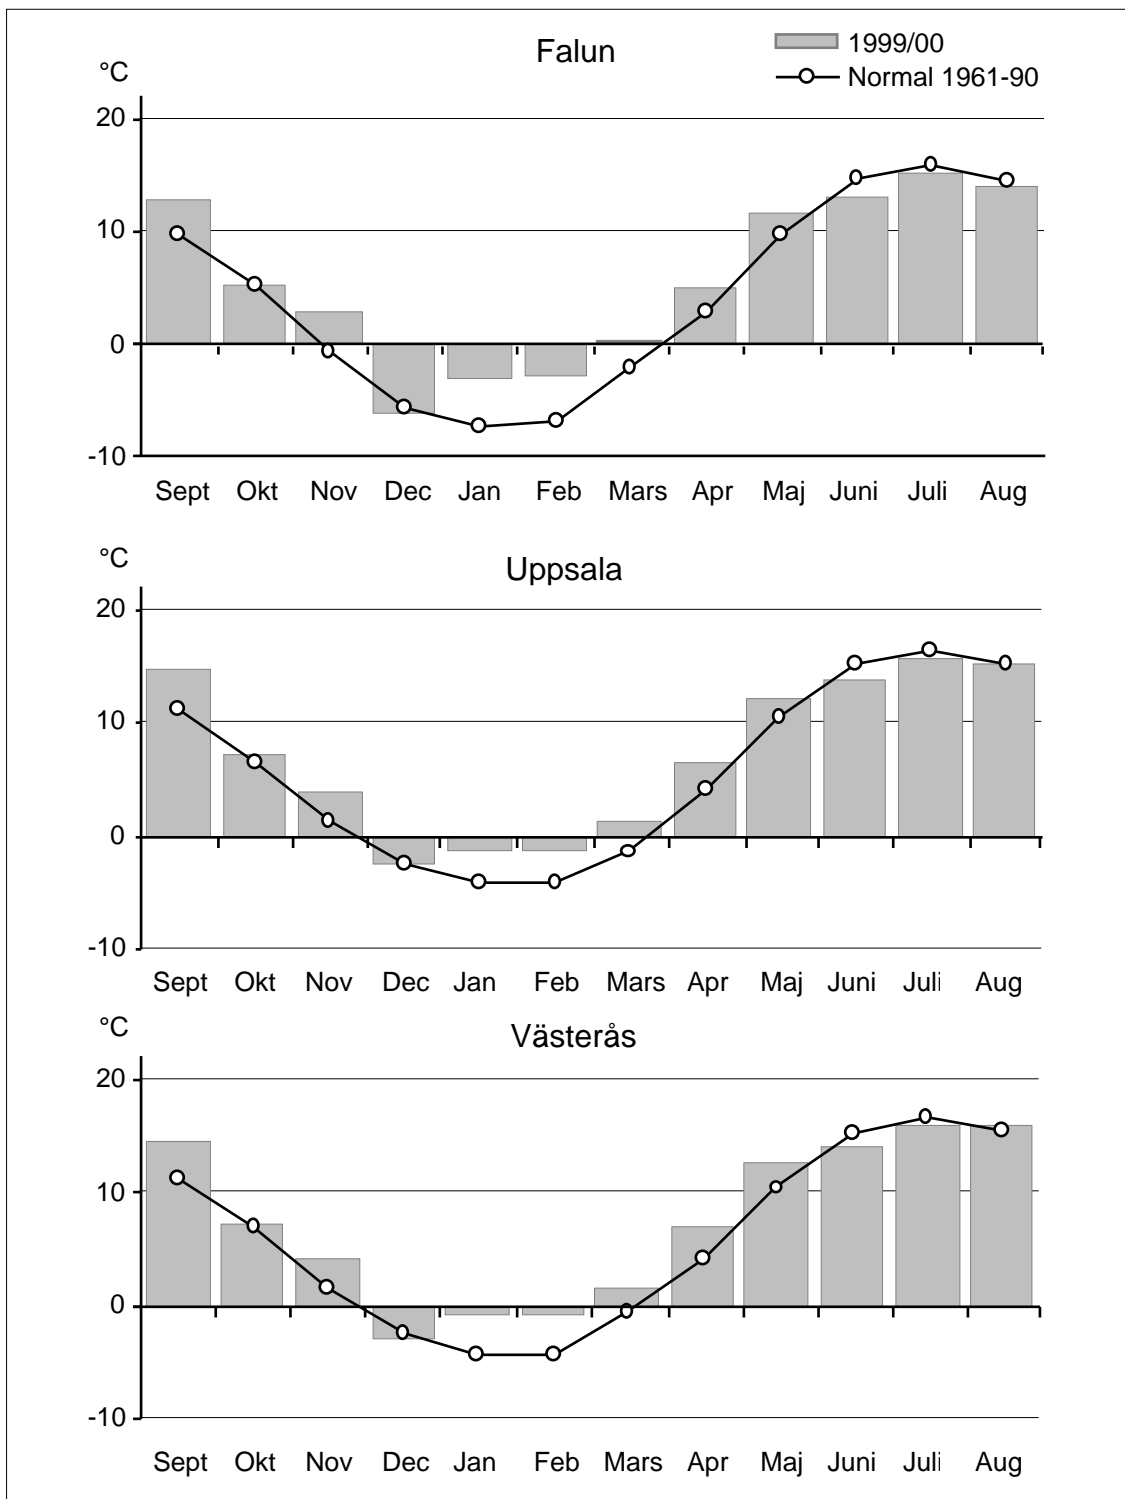 Falun
1999/00
Normal 1961-90
°C
20
10
0
-10
Sept Okt Nov Dec Jan Feb Mars Apr Maj Juni Juli Aug
°C
Uppsala
20
10
0
-10
Sept Okt Nov Dec Jan Feb Mars Apr Maj Juni Juli Aug
°C
Västerås
20
10
0
-10
Sept Okt Nov Dec Jan Feb Mars Apr Maj Juni Juli Aug